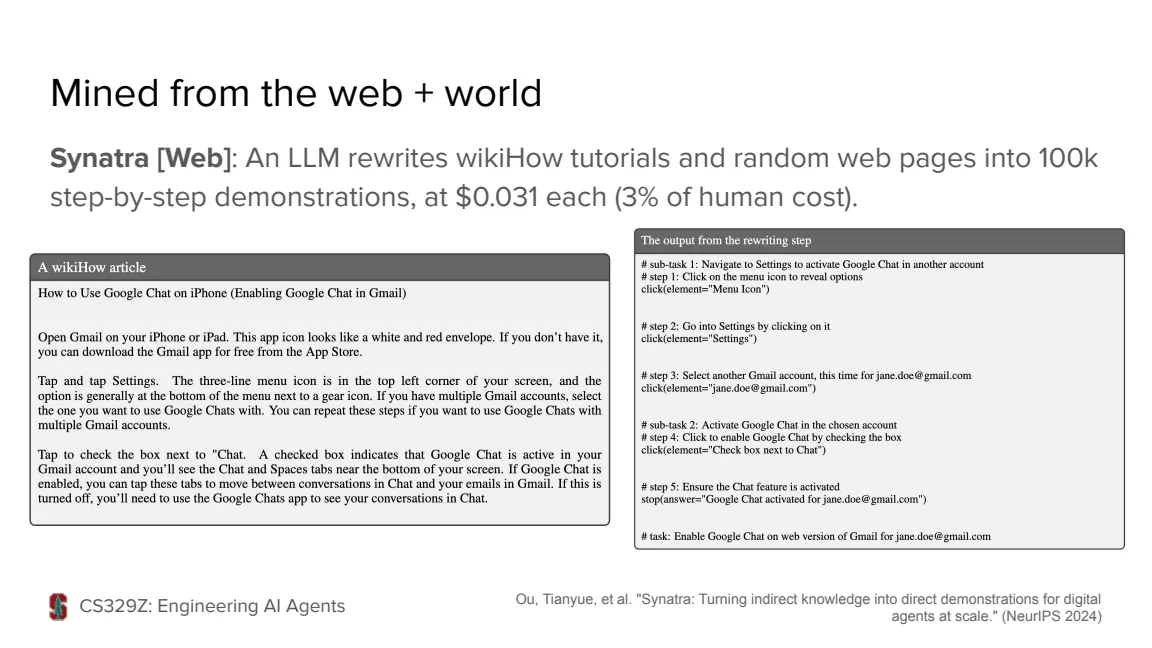 Mined from the web + world
Synatra [Web]: An LLM rewrites wikiHow tutorials and random web pages into 100k
step-by-step demonstrations, at $0.031 each (3% of human cost).
A wikiHow article
How to Use Google Chat on iPhone (Enabling Google Chat in Gmail)
Open Gmail on your iPhone or iPad. This app icon looks like a white and red envelope. If you don't have it,
you can download the Gmail app for free from the App Store.
Tap and tap Settings. The three-line menu icon is in the top left corner of your screen, and the
option is generally at the bottom of the menu next to a gear icon. If you have multiple Gmail accounts, select
the one you want to use Google Chats with. You can repeat these steps if you want to use Google Chats with
multiple Gmail accounts.
Tap to check the box next to "Chat. A checked box indicates that Google Chat is active in your
Gmail account and you'll see the Chat and Spaces tabs near the bottom of your screen. If Google Chat is
enabled, you can tap these tabs to move between conversations in Chat and your emails in Gmail. If this is
turned off, you'll need to use the Google Chats app to see your conversations in Chat.
The output from the rewriting step
# sub-task 1: Navigate to Settings to activate Google Chat in another account
# step 1: Click on the menu icon to reveal options
click(element="Menu Icon")
# step 2: Go into Settings by clicking on it
click(element="Settings")
# step 3: Select another Gmail account, this time for jane.doe@gmail.com
click(element="jane.doe@gmail.com")
# sub-task 2: Activate Google Chat in the chosen account
# step 4: Click to enable Google Chat by checking the box
click(element="Check box next to Chat")
# step 5: Ensure the Chat feature is activated
stop(answer="Google Chat activated for jane.doe@gmail.com")
# task: Enable Google Chat on web version of Gmail for jane.doe@gmail.com
CS329Z: Engineering AI Agents
Ou, Tianyue, et al. "Synatra: Turning indirect knowledge into direct demonstrations for digital
agents at scale." (NeurIPS 2024)